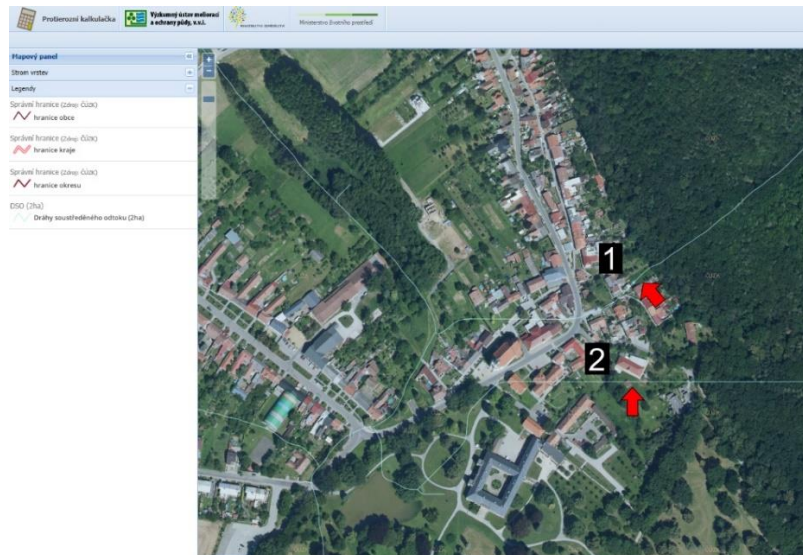 Protierozní kalkulačka
Výzkumný ústav meliorací
a ochrany půdy, v.v.i.
Ministerstvo životního prostředí
Mapový panel
Strom vrstev
Legendy
Správní hranice (Zdroj: ČÚZK)
hranice obce
Správní hranice (Zdroj: ČÚZK)
hranice kraje
Správní hranice (Zdroj: ČÚZK)
hranice okresu
DSO (2ha)
Dráhy soustředěného odtoku (2ha)
1
2